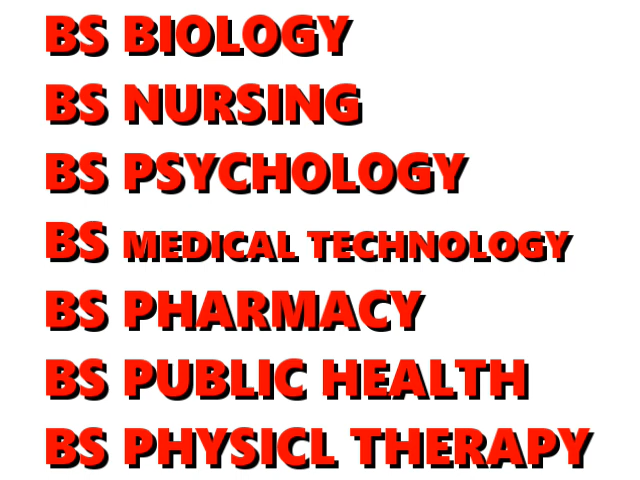 BS BIOLOGY
BS NURSING
BS PSYCHOLOGY
BS MEDICAL TECHNOLOGY
BS PHARMACY
BS PUBLIC HEALTH
BS PHYSICL THERAPY